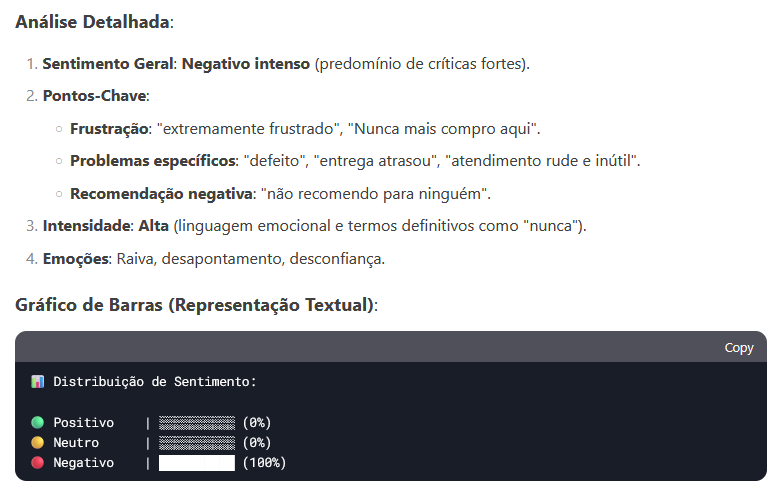 Análise Detalhada:
1. Sentimento Geral: Negativo intenso (predomínio de críticas fortes).
2. Pontos-Chave:
○ Frustração: "extremamente frustrado", "Nunca mais compro aqui".
○ Problemas específicos: "defeito", "entrega atrasou", "atendimento rude e inútil".
○ Recomendação negativa: "não recomendo para ninguém".
3. Intensidade: Alta (linguagem emocional e termos definitivos como "nunca").
4. Emoções: Raiva, desapontamento, desconfiança.
Gráfico de Barras (Representação Textual):
Copy
📊 Distribuição de Sentimento:
🟢 Positivo | ▒▒▒▒▒▒▒▒▒▒ (0%)
🟡 Neutro | ▒▒▒▒▒▒▒▒▒▒ (0%)
🔴 Negativo | ██████████ (100%)